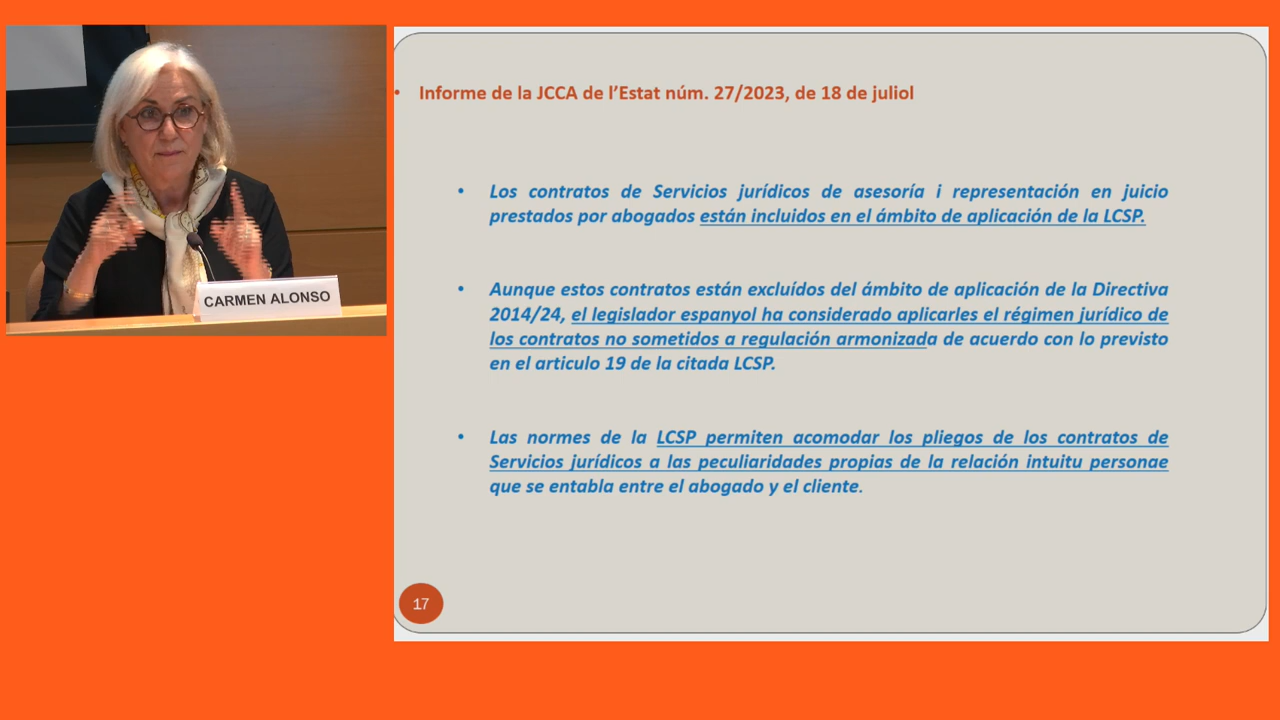 CARMEN ALONSO
• Informe de la JCCA de l’Estat núm. 27/2023, de 18 de juliol
• Los contratos de Servicios jurídicos de asesoría i representación en juicio
prestados por abogados están incluidos en el ámbito de aplicación de la LCSP.
• Aunque estos contratos están excluídos del ámbito de aplicación de la Directiva
2014/24, el legislador espanyol ha considerado aplicarles el régimen jurídico de
los contratos no sometidos a regulación armonizada de acuerdo con lo previsto
en el articulo 19 de la citada LCSP.
• Las normes de la LCSP permiten acomodar los pliegos de los contratos de
Servicios jurídicos a las peculiaridades propias de la relación intuitu personae
que se entabla entre el abogado y el cliente.
17